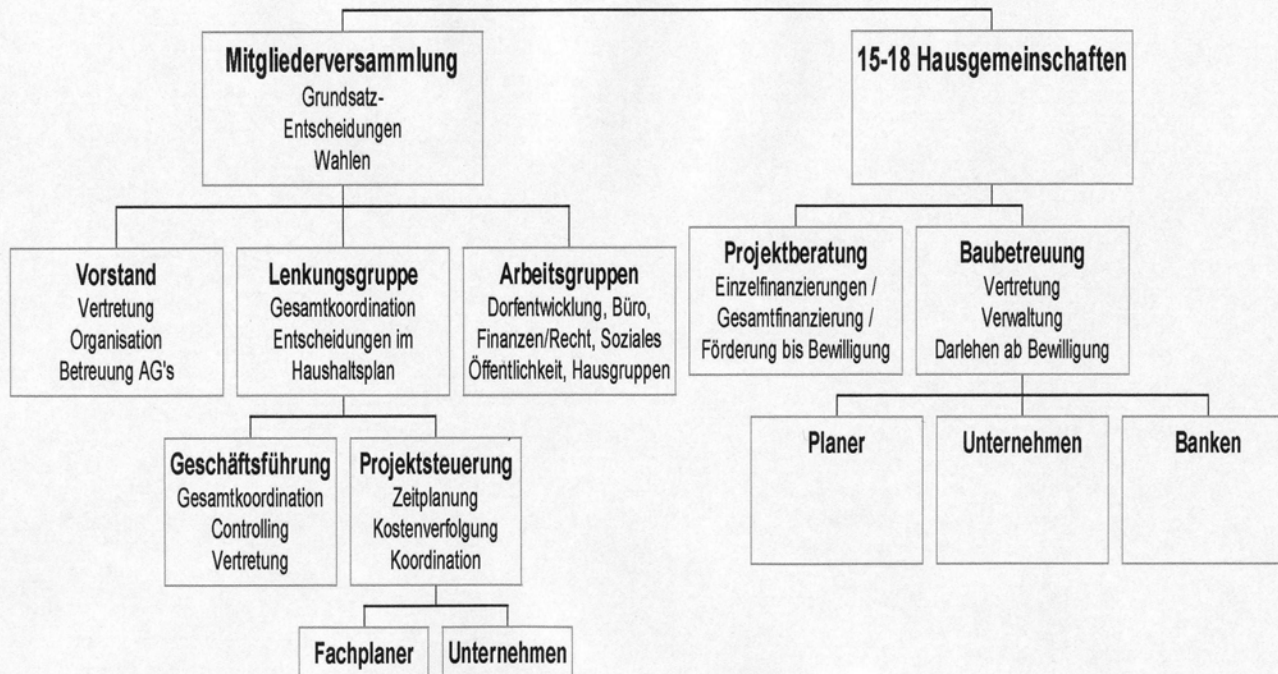 Mitgliederversammlung
Grundsatz-
Entscheidungen
Wahlen
15-18 Hausgemeinschaften
Vorstand
Vertretung
Organisation
Betreuung AG's
Lenkungsgruppe
Gesamtkoordination
Entscheidungen im
Haushaltsplan
Arbeitsgruppen
Dorfentwicklung, Büro,
Finanzen/Recht, Soziales
Öffentlichkeit, Hausgruppen
Projektberatung
Einzelfinanzierungen /
Gesamtfinanzierung /
Förderung bis Bewilligung
Baubetreuung
Vertretung
Verwaltung
Darlehen ab Bewilligung
Geschäftsführung
Gesamtkoordination
Controlling
Vertretung
Projektsteuerung
Zeitplanung
Kostenverfolgung
Koordination
Planer
Unternehmen
Banken
Fachplaner
Unternehmen